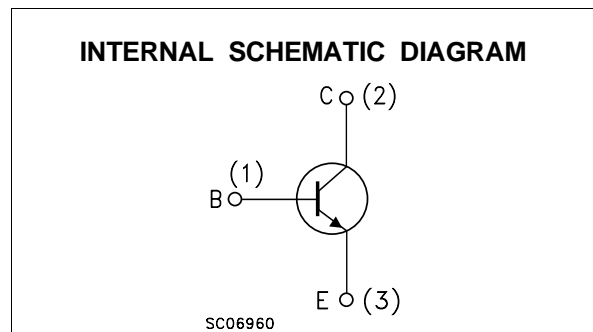 INTERNAL SCHEMATIC DIAGRAM
C (2)
(1)
B
E (3)
SC06960